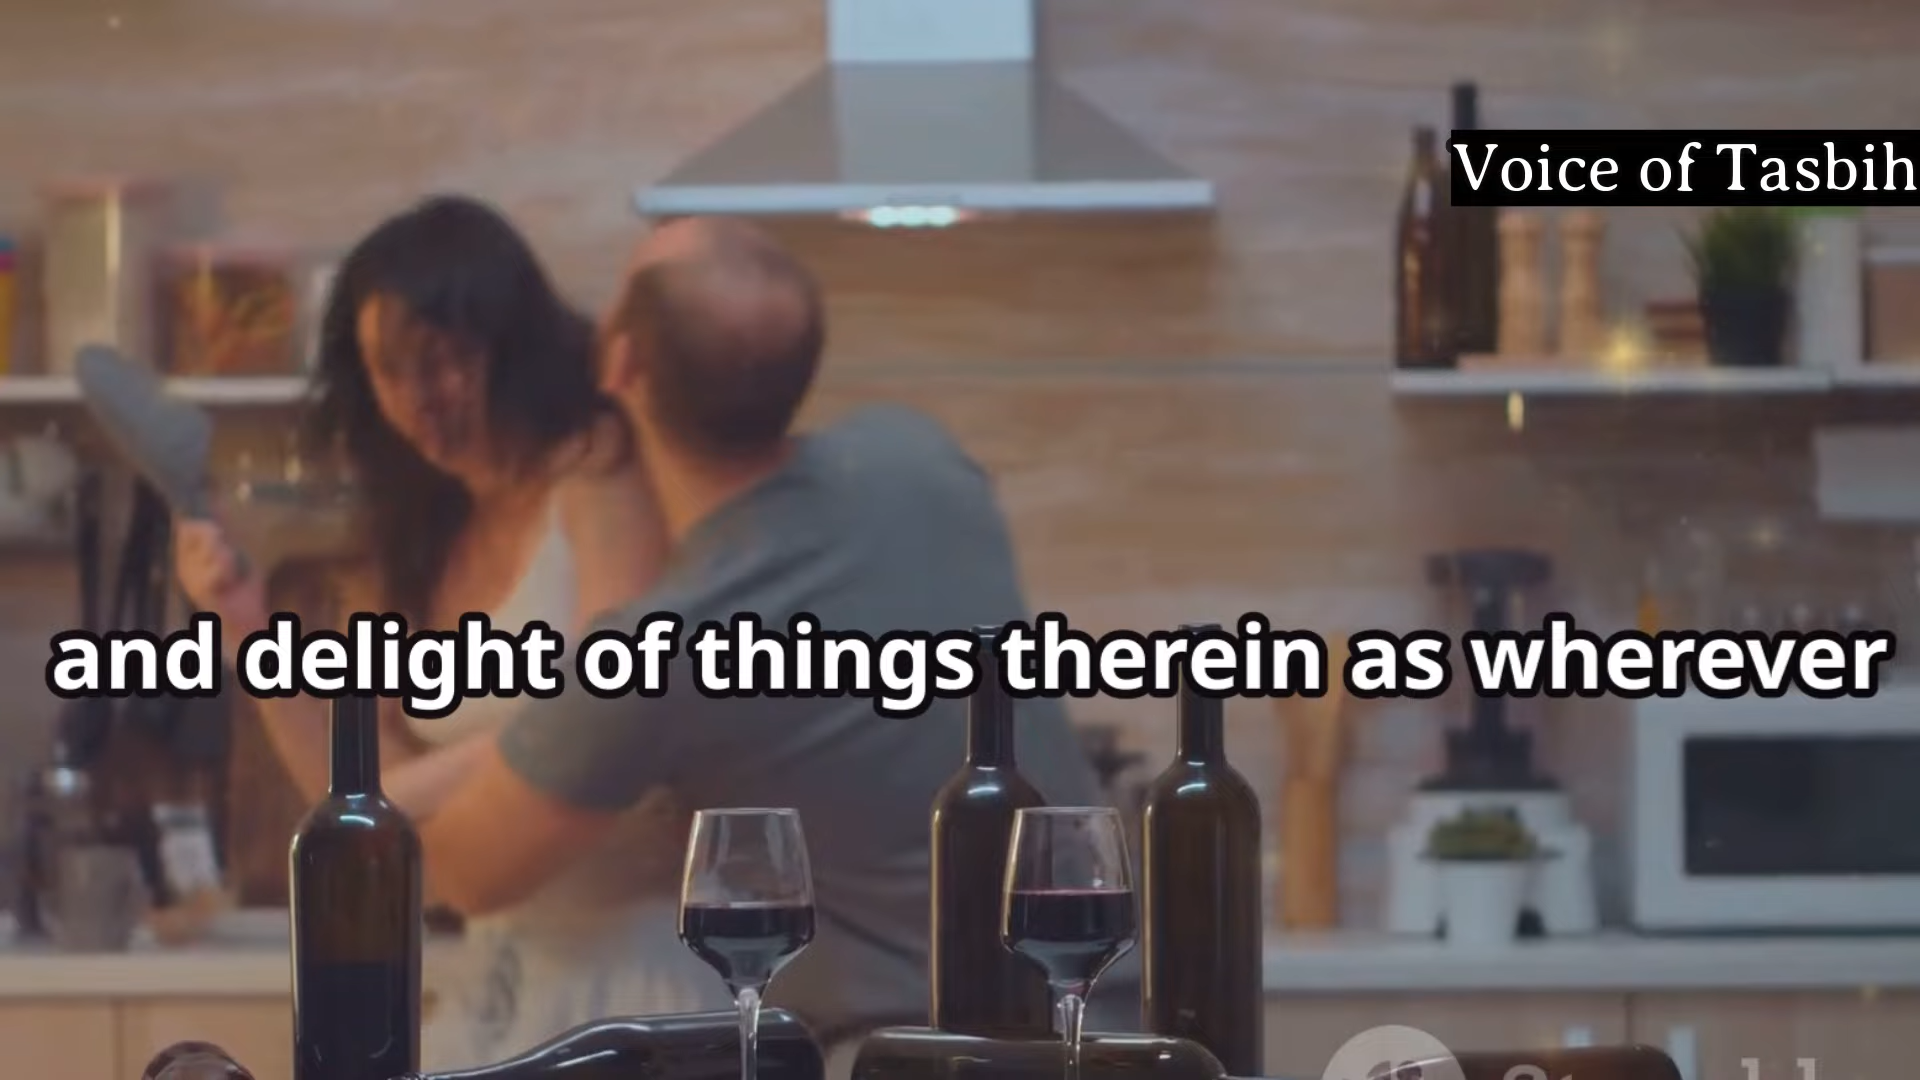 Voice of Tasbih
and delight of things therein as wherever